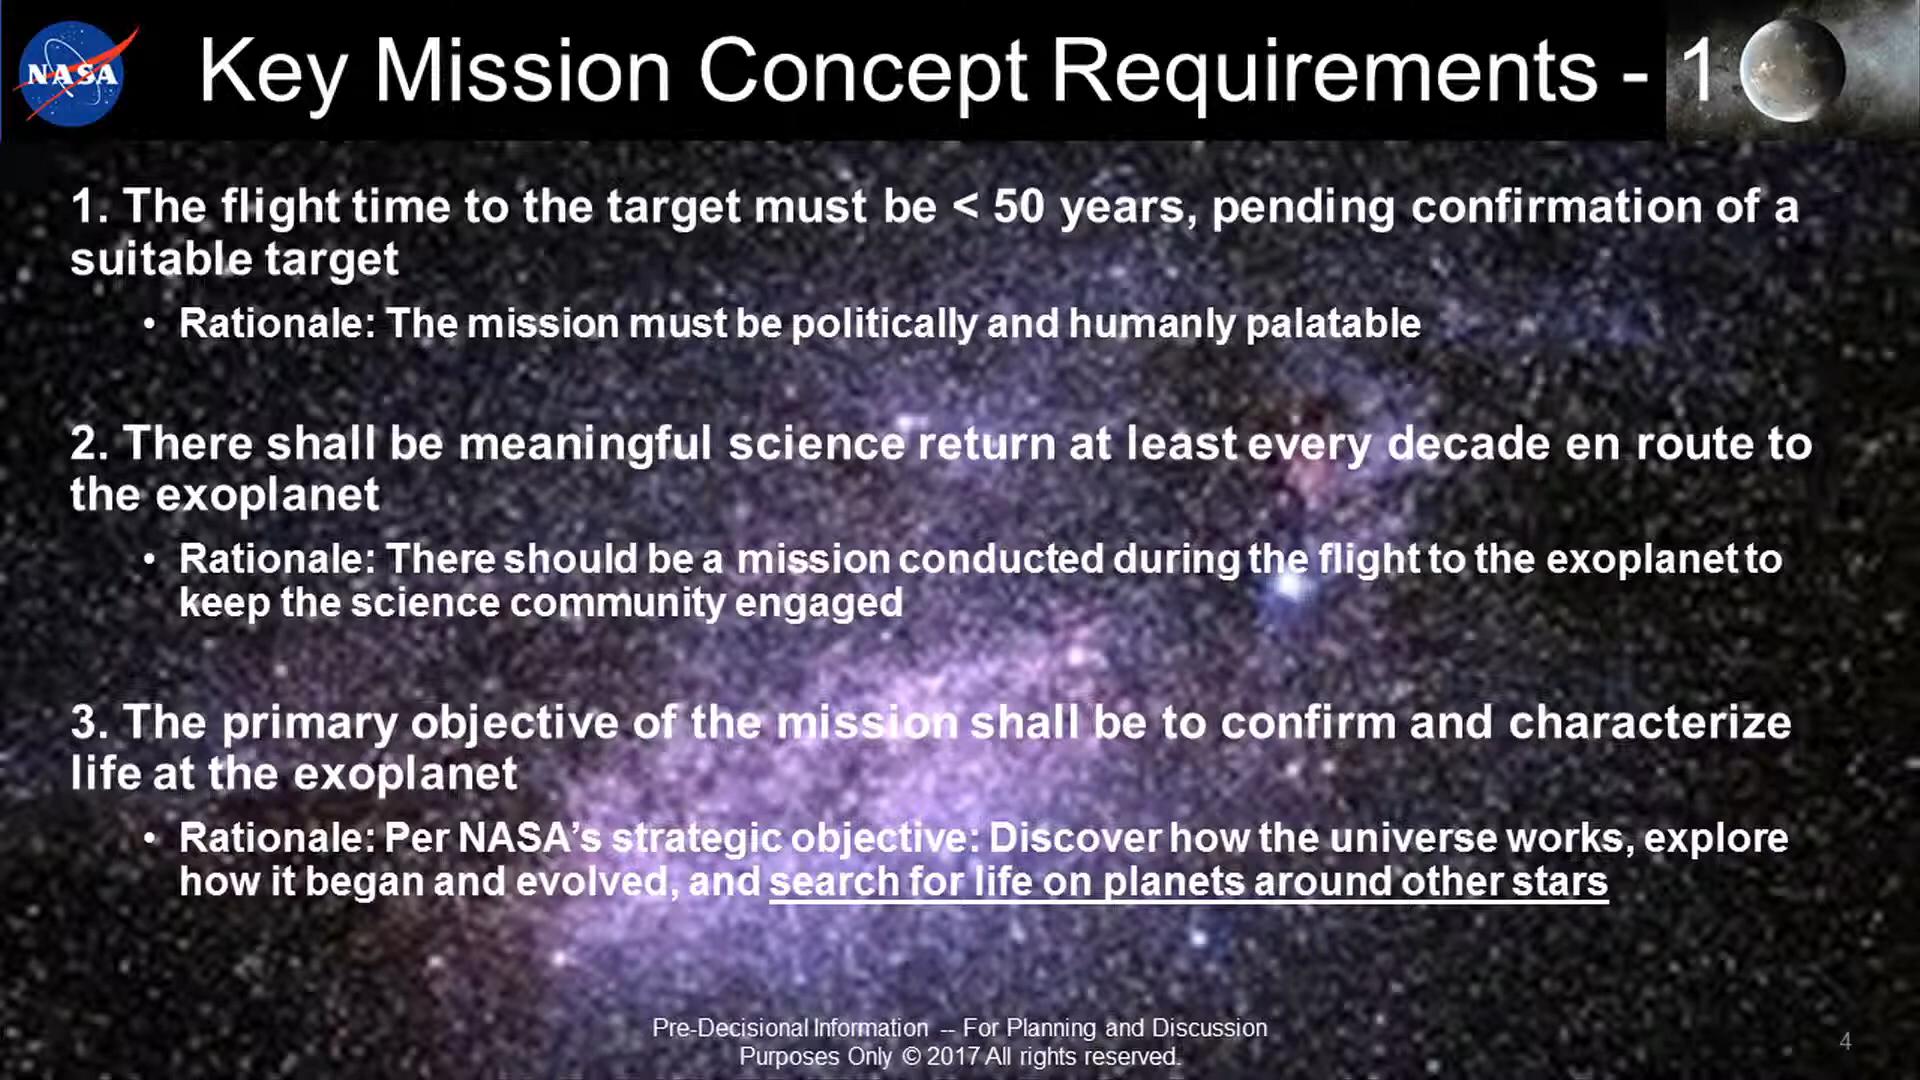 NASA
Key Mission Concept Requirements - 1
1. The flight time to the target must be < 50 years, pending confirmation of a
suitable target
• Rationale: The mission must be politically and humanly palatable
2. There shall be meaningful science return at least every decade en route to
the exoplanet
• Rationale: There should be a mission conducted during the flight to the exoplanet to
keep the science community engaged
3. The primary objective of the mission shall be to confirm and characterize
life at the exoplanet
• Rationale: Per NASA’s strategic objective: Discover how the universe works, explore
how it began and evolved, and search for life on planets around other stars
Pre-Decisional Information -- For Planning and Discussion
Purposes Only © 2017 All rights reserved.
4